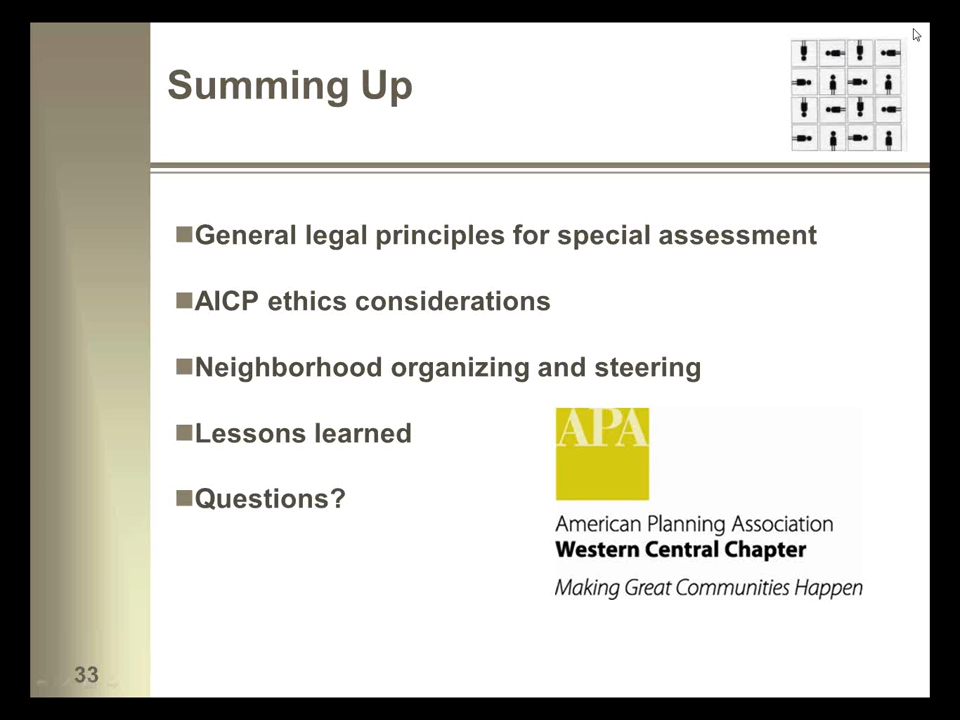 Summing Up
General legal principles for special assessment
AICP ethics considerations
Neighborhood organizing and steering
Lessons learned
Questions?
APA
American Planning Association
Western Central Chapter
Making Great Communities Happen
33